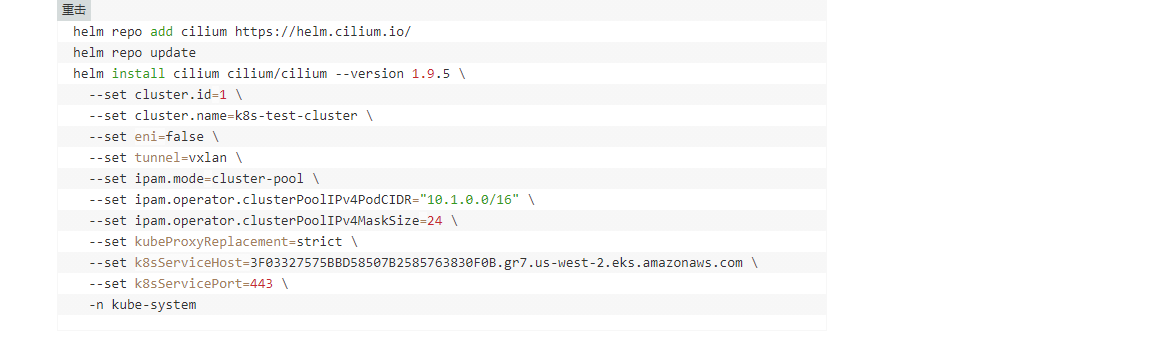 重击
helm repo add cilium https://helm.cilium.io/
helm repo update
helm install cilium cilium/cilium --version 1.9.5 \
--set cluster.id=1 \
--set cluster.name=k8s-test-cluster \
--set eni=false \
--set tunnel=vxlan \
--set ipam.mode=cluster-pool \
--set ipam.operator.clusterPoolIPv4PodCIDR="10.1.0.0/16" \
--set ipam.operator.clusterPoolIPv4MaskSize=24 \
--set kubeProxyReplacement=strict \
--set k8sServiceHost=3F03327575BBD58507B2585763830F0B.gr7.us-west-2.eks.amazonaws.com \
--set k8sServicePort=443 \
-n kube-system